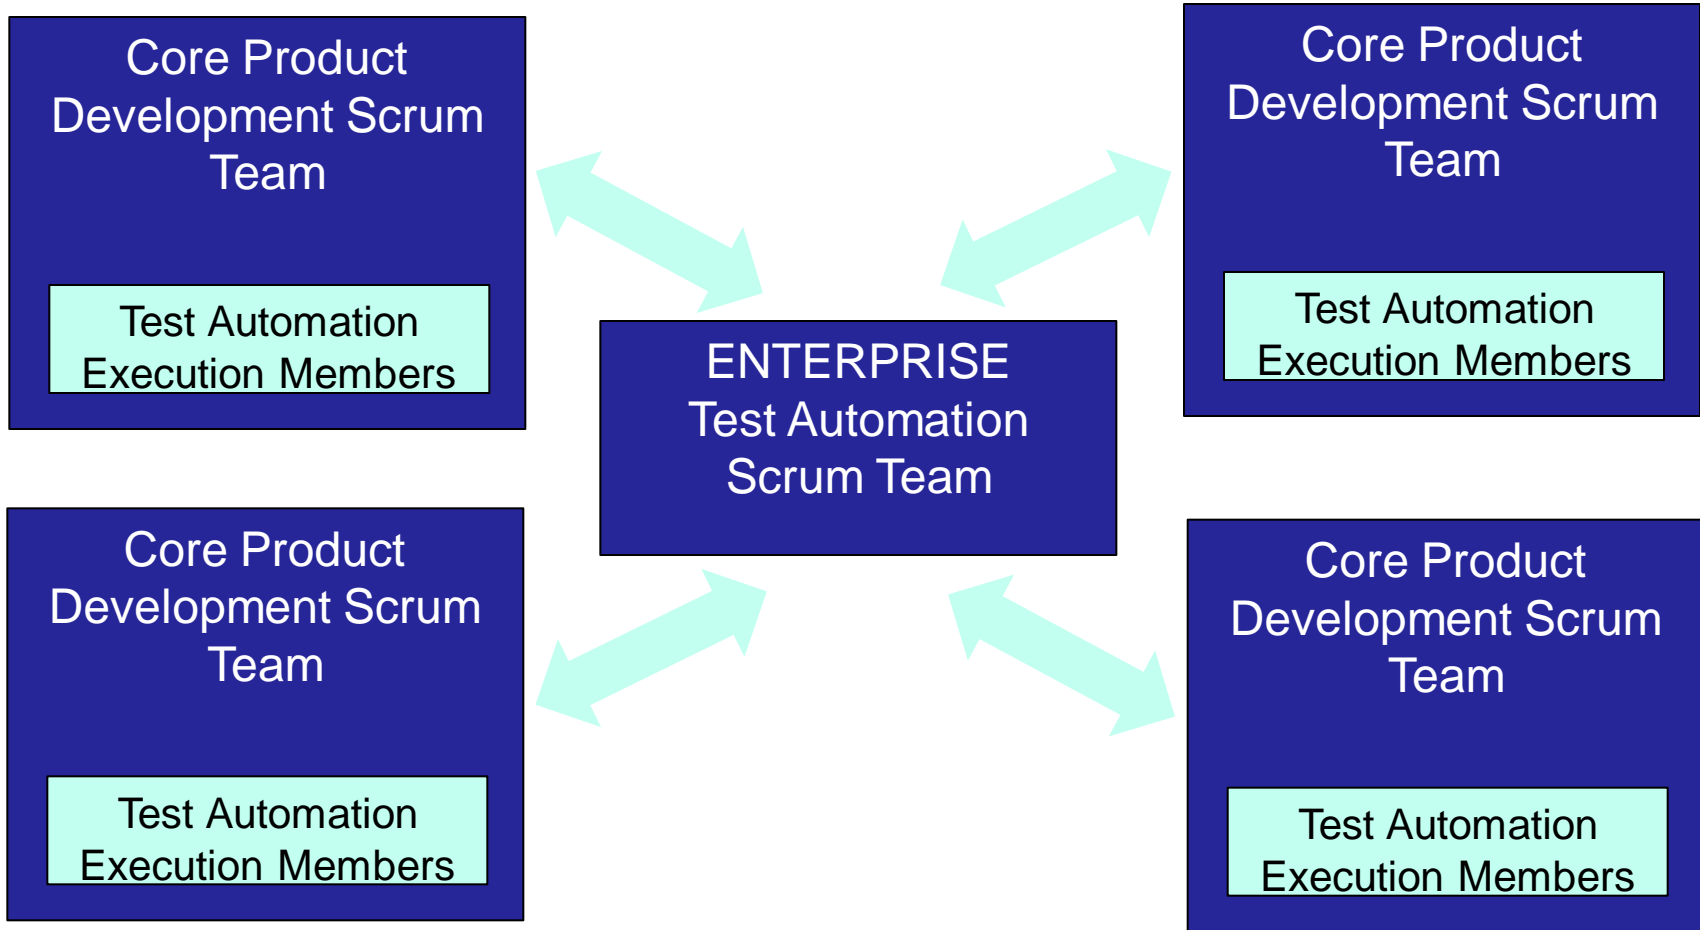 Core Product
Development Scrum
Team
Test Automation
Execution Members
Core Product
Development Scrum
Team
Test Automation
Execution Members
ENTERPRISE
Test Automation
Scrum Team
Core Product
Development Scrum
Team
Test Automation
Execution Members
Core Product
Development Scrum
Team
Test Automation
Execution Members